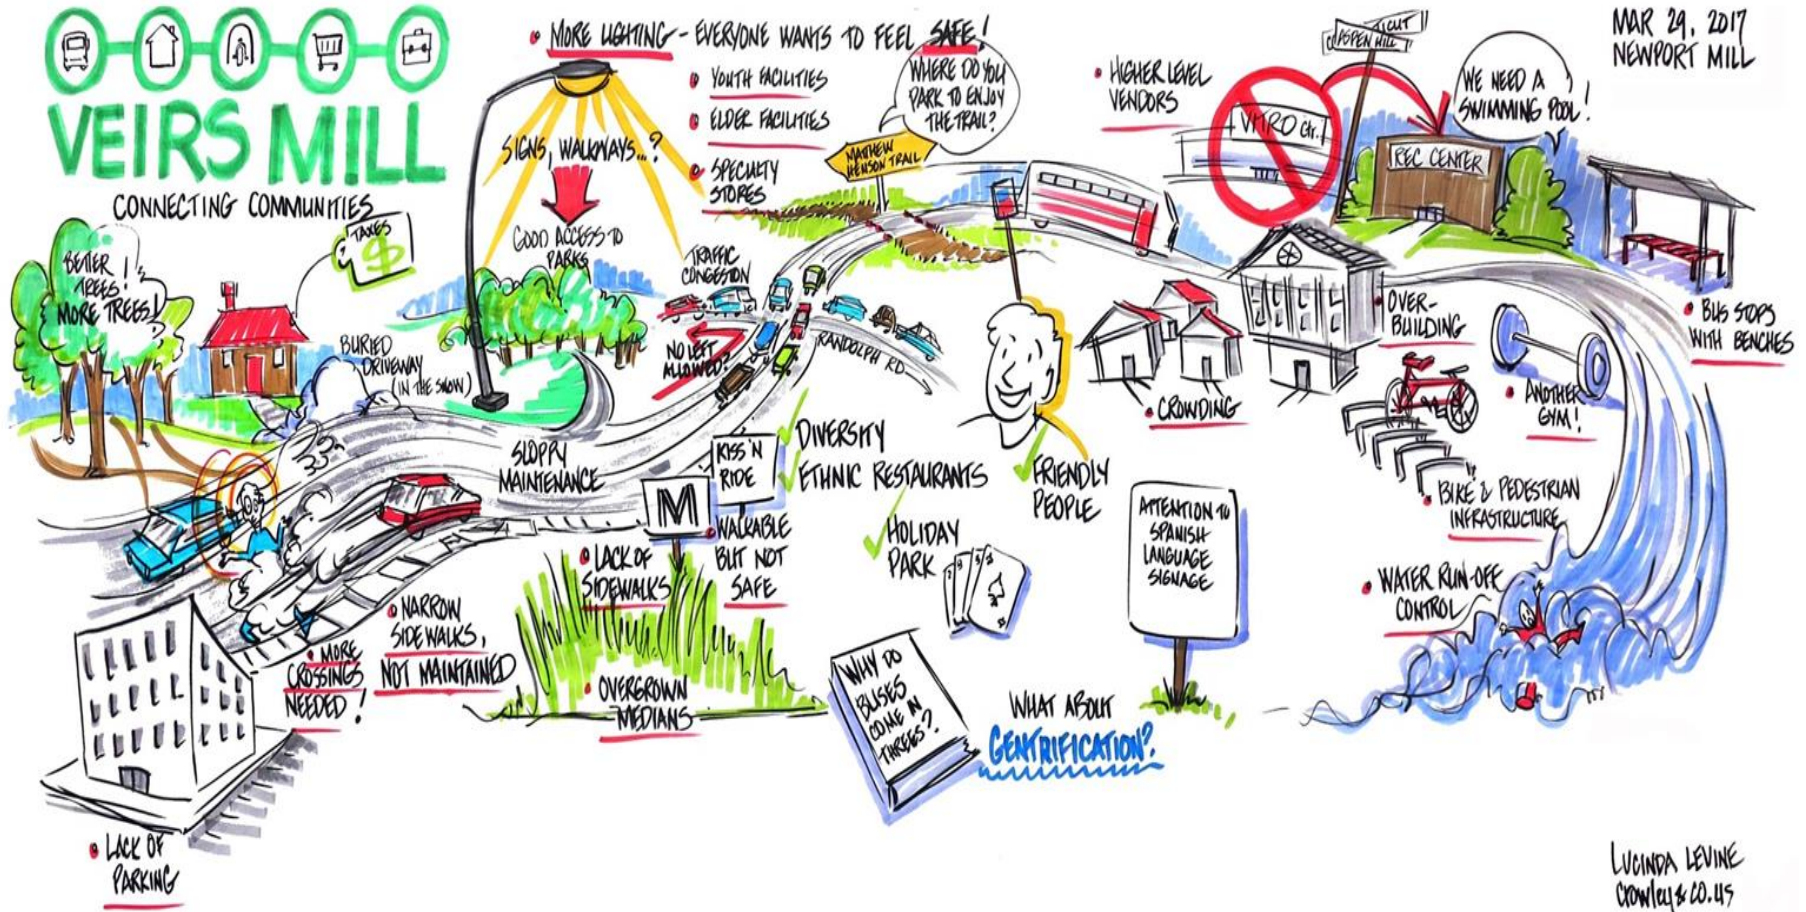 VEIRS MILL
CONNECTING COMMUNITIES
MORE LIGHTING - EVERYONE WANTS TO FEEL SAFE!
YOUTH FACILITIES
ELDER FACILITIES
SPECIALTY
STORES
SIGNS, WALKWAYS...?
GOOD ACCESS TO
PARKS
WHERE DO YOU
PARK TO ENJOY
THE TRAIL?
MATHEW
HENSON TRAIL
HIGHER LEVEL
VENDORS
VITRO Ctr.
ASPEN HILL
REC CENTER
WE NEED A
SWIMMING POOL!
MAR 29, 2017
NEWPORT MILL
TAXES
$
BETTER
TREES!
MORE TREES!
BURIED
DRIVEWAY
(IN THE SNOW)
TRAFFIC
CONGESTION
NO LEFT
ALLOWED?
RANDOLPH RD
OVER-
BUILDING
CROWDING
BUS STOPS
WITH BENCHES
ANOTHER
GYM!
BIKE & PEDESTRIAN
INFRASTRUCTURE
SLOPPY
MAINTENANCE
KISS 'N
RIDE
M
WALKABLE
BUT NOT
SAFE
DIVERSITY
ETHNIC RESTAURANTS
FRIENDLY
PEOPLE
HOLIDAY
PARK
ATTENTION TO
SPANISH
LANGUAGE
SIGNAGE
WATER RUN-OFF
CONTROL
LACK OF
SIDEWALKS
NARROW
SIDEWALKS,
NOT MAINTAINED
MORE
CROSSINGS
NEEDED!
OVERGROWN
MEDIANS
WHY DO
BUSES
COME IN
THREES?
WHAT ABOUT
GENTRIFICATION?
LACK OF
PARKING
LUCINDA LEVINE
Crowley & CO.US